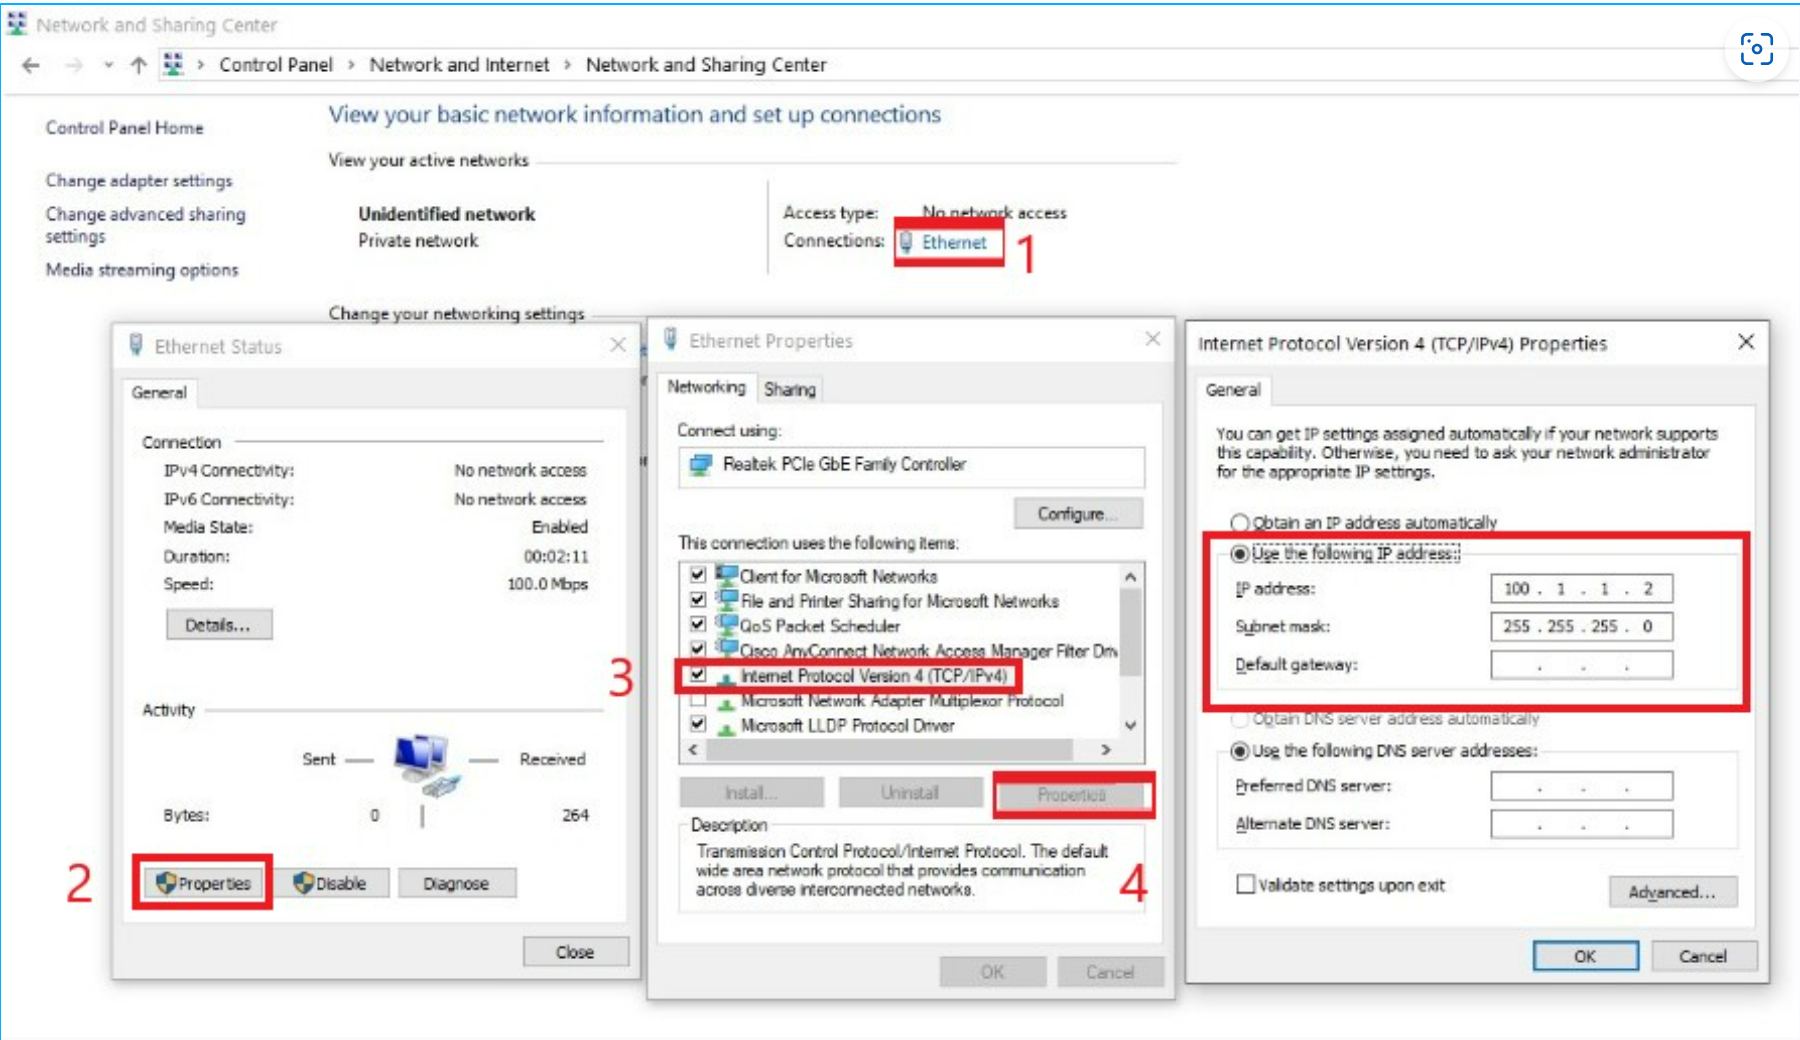 Network and Sharing Center
Control Panel > Network and Internet > Network and Sharing Center
Control Panel Home
Change adapter settings
Change advanced sharing
settings
Media streaming options
View your basic network information and set up connections
View your active networks
Unidentified network
Private network
Access type: No network access
Connections: Ethernet
1
Change your networking settings
Ethernet Status
General
Connection
IPv4 Connectivity: No network access
IPv6 Connectivity: No network access
Media State: Enabled
Duration: 00:02:11
Speed: 100.0 Mbps
Details...
Activity
Sent Received
Bytes: 0 264
2
Properties Disable Diagnose
Close
Ethernet Properties
Networking Sharing
Connect using:
Realtek PCIe GbE Family Controller
Configure...
This connection uses the following items:
Client for Microsoft Networks
File and Printer Sharing for Microsoft Networks
QoS Packet Scheduler
Cisco AnyConnect Network Access Manager Filter Driv
3
Internet Protocol Version 4 (TCP/IPv4)
Microsoft Network Adapter Multiplexor Protocol
Microsoft LLDP Protocol Driver
Install... Uninstall Properties
4
Description
Transmission Control Protocol/Internet Protocol. The default
wide area network protocol that provides communication
across diverse interconnected networks.
OK Cancel
Internet Protocol Version 4 (TCP/IPv4) Properties
General
You can get IP settings assigned automatically if your network supports
this capability. Otherwise, you need to ask your network administrator
for the appropriate IP settings.
Obtain an IP address automatically
Use the following IP address:
IP address: 100 . 1 . 1 . 2
Subnet mask: 255 . 255 . 255 . 0
Default gateway: . . .
Obtain DNS server address automatically
Use the following DNS server addresses:
Preferred DNS server: . . .
Alternate DNS server: . . .
Validate settings upon exit
Advanced...
OK Cancel